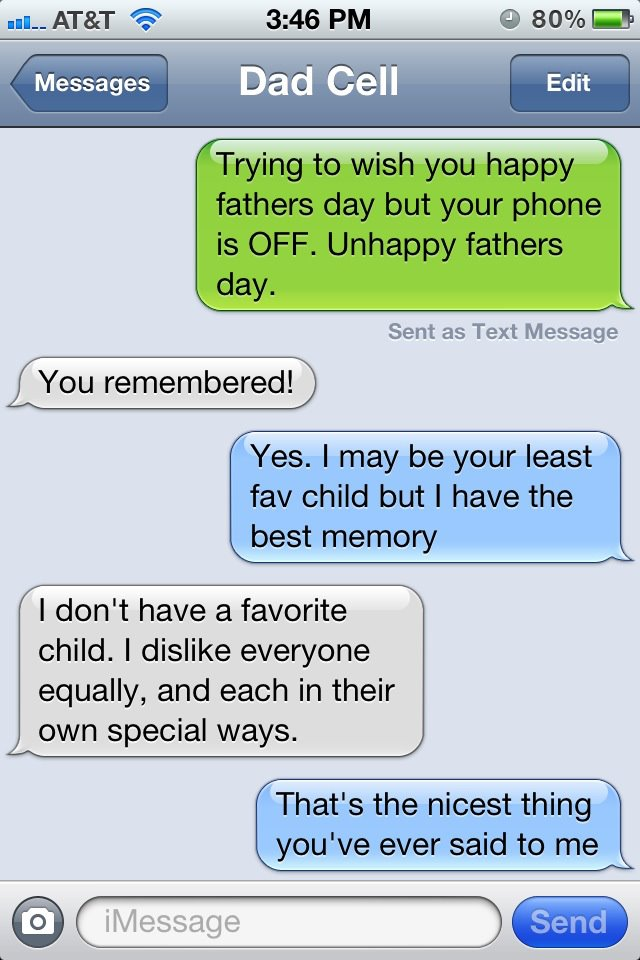 AT&T 3:46 PM 80%
Messages Dad Cell Edit
Trying to wish you happy
fathers day but your phone
is OFF. Unhappy fathers
day.
Sent as Text Message
You remembered!
Yes. I may be your least
fav child but I have the
best memory
I don't have a favorite
child. I dislike everyone
equally, and each in their
own special ways.
That's the nicest thing
you've ever said to me
iMessage Send